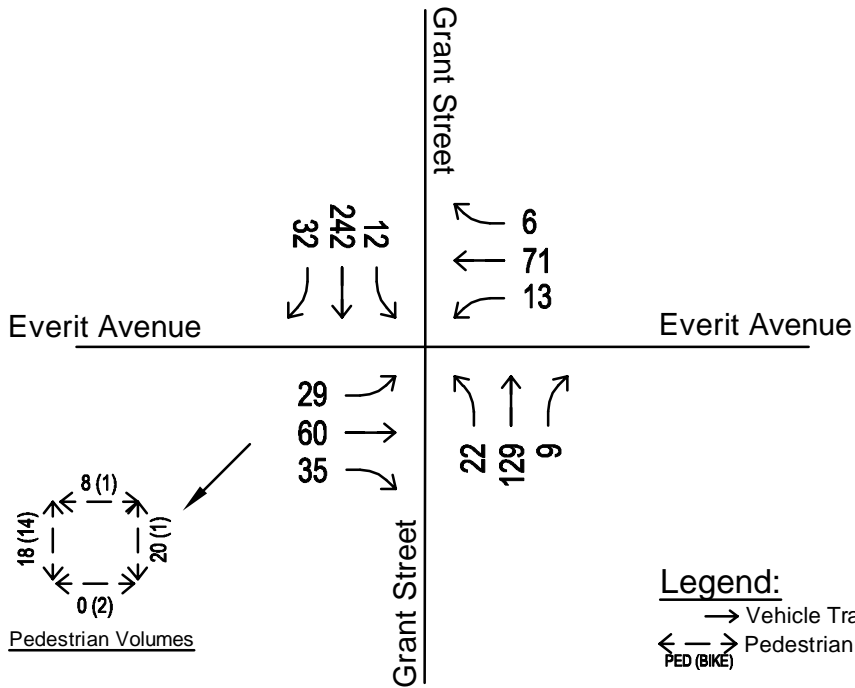 Grant Street
32
242
12
6
71
13
Everit Avenue
Everit Avenue
29
60
35
22
129
9
8 (1)
18 (14)
20 (1)
0 (2)
Pedestrian Volumes
Grant Street
Legend:
Vehicle Tra
Pedestrian
PED (BIKE)